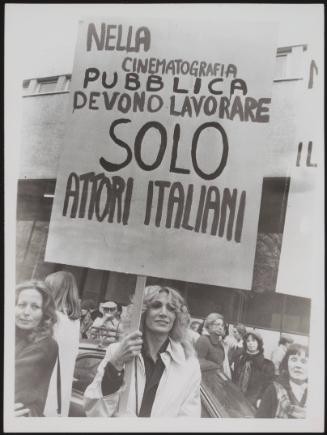 NELLA
CINEMATOGRAFIA
PUBBLICA
DEVONO LAVORARE
SOLO
ATTORI ITALIANI